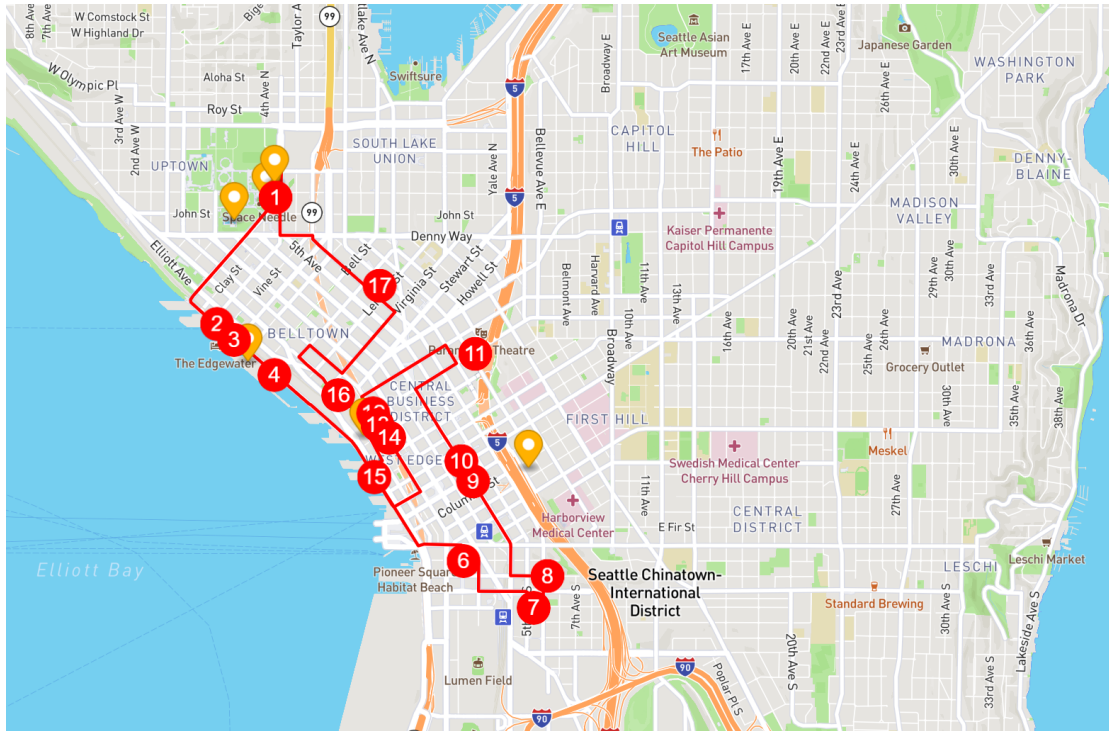 W Comstock St
W Highland Dr
8th Ave W
7th Ave W
Taylor A
99
lake Ave N
Swiftsure
Seattle Asian
Art Museum
Broadway E
17th Ave E
20th Ave E
22nd Ave E
23rd Ave E
Japanese Garden
26th Ave E
WASHINGTON
PARK
W Olympic Pl
Aloha St
Roy St
4th Ave N
3rd Ave W
2nd Ave W
5
UPTOWN
SOUTH LAKE
UNION
Yale Ave N
Bellevue Ave E
CAPITOL
HILL
The Patio
19th Ave E
24th Ave E
30th Ave E
DENNY-
BLAINE
1
John St
Space Needle
99
John St
Denny Way
5
Kaiser Permanente
Capitol Hill Campus
MADISON
VALLEY
Elliott Ave
Clay St
Vine St
5th Ave
Bell St
17
Virginia St
Stewart St
Howell St
Belmont Ave
Harvard Ave
11th Ave
10th Ave
13th Ave
23rd Ave
29th Ave
30th Ave
33rd Ave
Madrona Dr
2
3
The Edgewater
BELLTOWN
4
11
Theatre
Broadway
16th Ave
20th Ave
21st Ave
22nd Ave
25th Ave
26th Ave
MADRONA
Grocery Outlet
36th Ave
16
CENTRAL
BUSINESS
DISTRICT
FIRST HILL
30th Ave
35th Ave
38th Ave
14
WEST EDGE
10
9
15
5
Swedish Medical Center
Cherry Hill Campus
Meskel
Harborview
Medical Center
11th Ave
E Fir St
CENTRAL
DISTRICT
27th Ave
Elliott Bay
Pioneer Squar
Habitat Beach
6
8
7
5th
S
7th Ave S
Seattle Chinatown-
International
District
LESCHI
Leschi Market
Standard Brewing
Lumen Field
90
90
Poplar Pl S
20th Ave S
30th Ave S
33rd Ave S
Lakeside Ave S